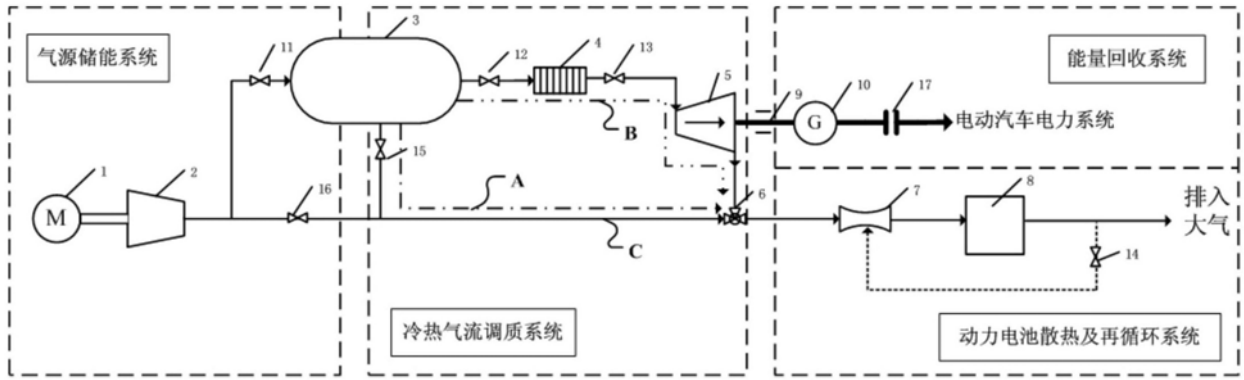 气源储能系统
11
3
12
4
13
5
9
10
17
能量回收系统
G
电动汽车电力系统
B
15
1
2
16
A
6
7
8
排入
大气
M
C
14
冷热气流调质系统
动力电池散热及再循环系统